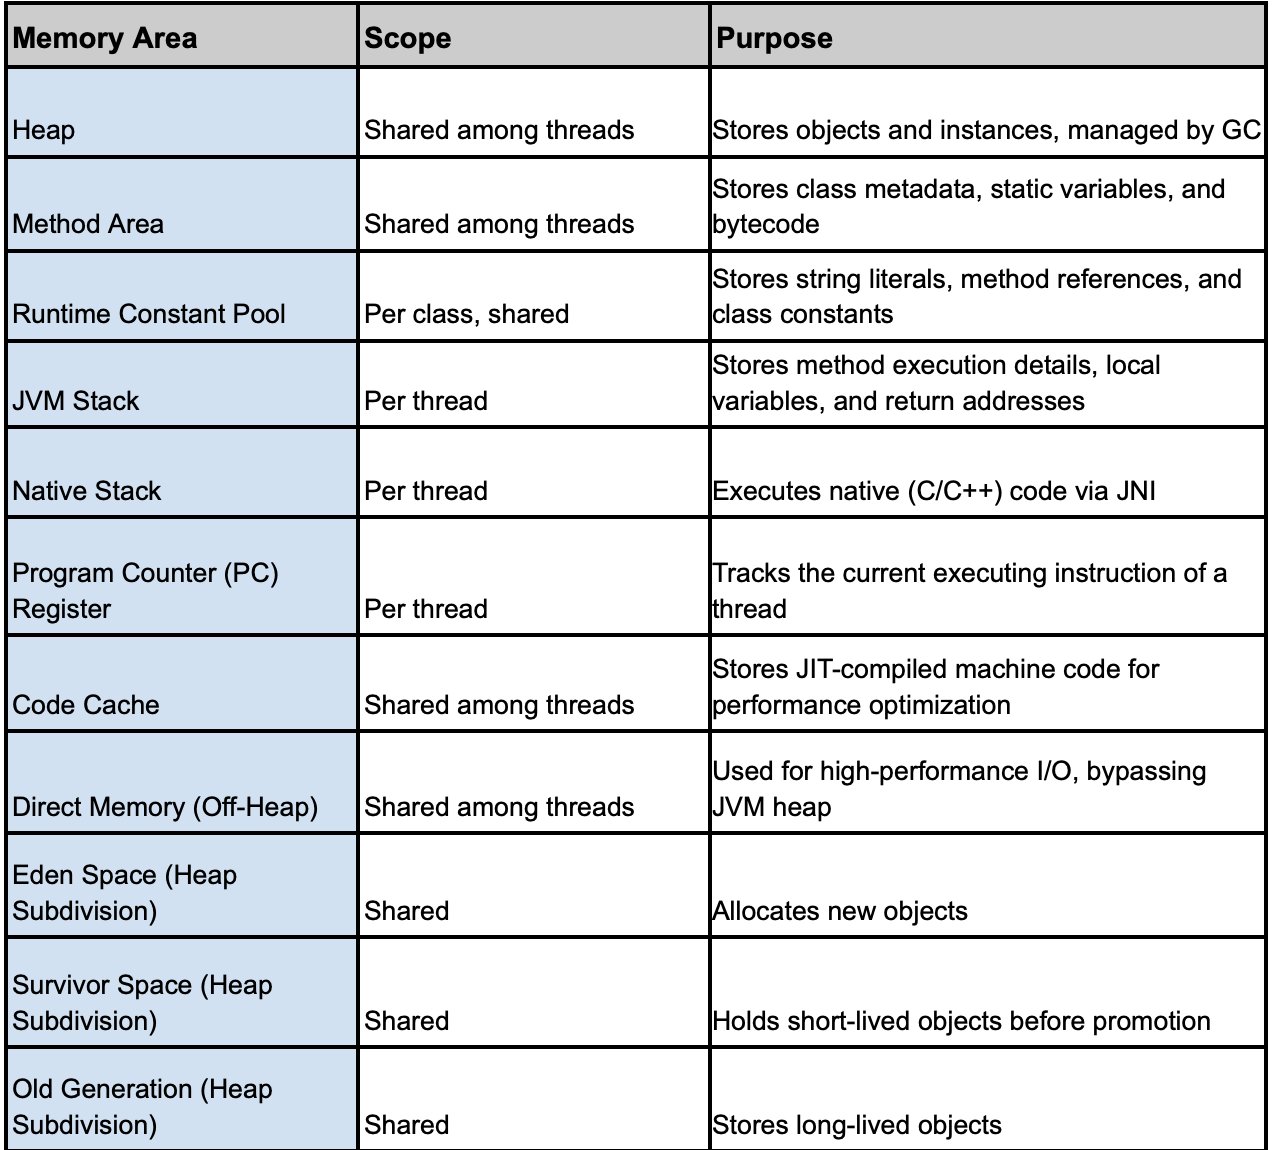 Memory Area
Scope
Purpose
Heap
Shared among threads
Stores objects and instances, managed by GC
Method Area
Shared among threads
Stores class metadata, static variables, and
bytecode
Runtime Constant Pool
Per class, shared
Stores string literals, method references, and
class constants
JVM Stack
Per thread
Stores method execution details, local
variables, and return addresses
Native Stack
Per thread
Executes native (C/C++) code via JNI
Program Counter (PC)
Register
Per thread
Tracks the current executing instruction of a
thread
Code Cache
Shared among threads
Stores JIT-compiled machine code for
performance optimization
Direct Memory (Off-Heap)
Shared among threads
Used for high-performance I/O, bypassing
JVM heap
Eden Space (Heap
Subdivision)
Shared
Allocates new objects
Survivor Space (Heap
Subdivision)
Shared
Holds short-lived objects before promotion
Old Generation (Heap
Subdivision)
Shared
Stores long-lived objects